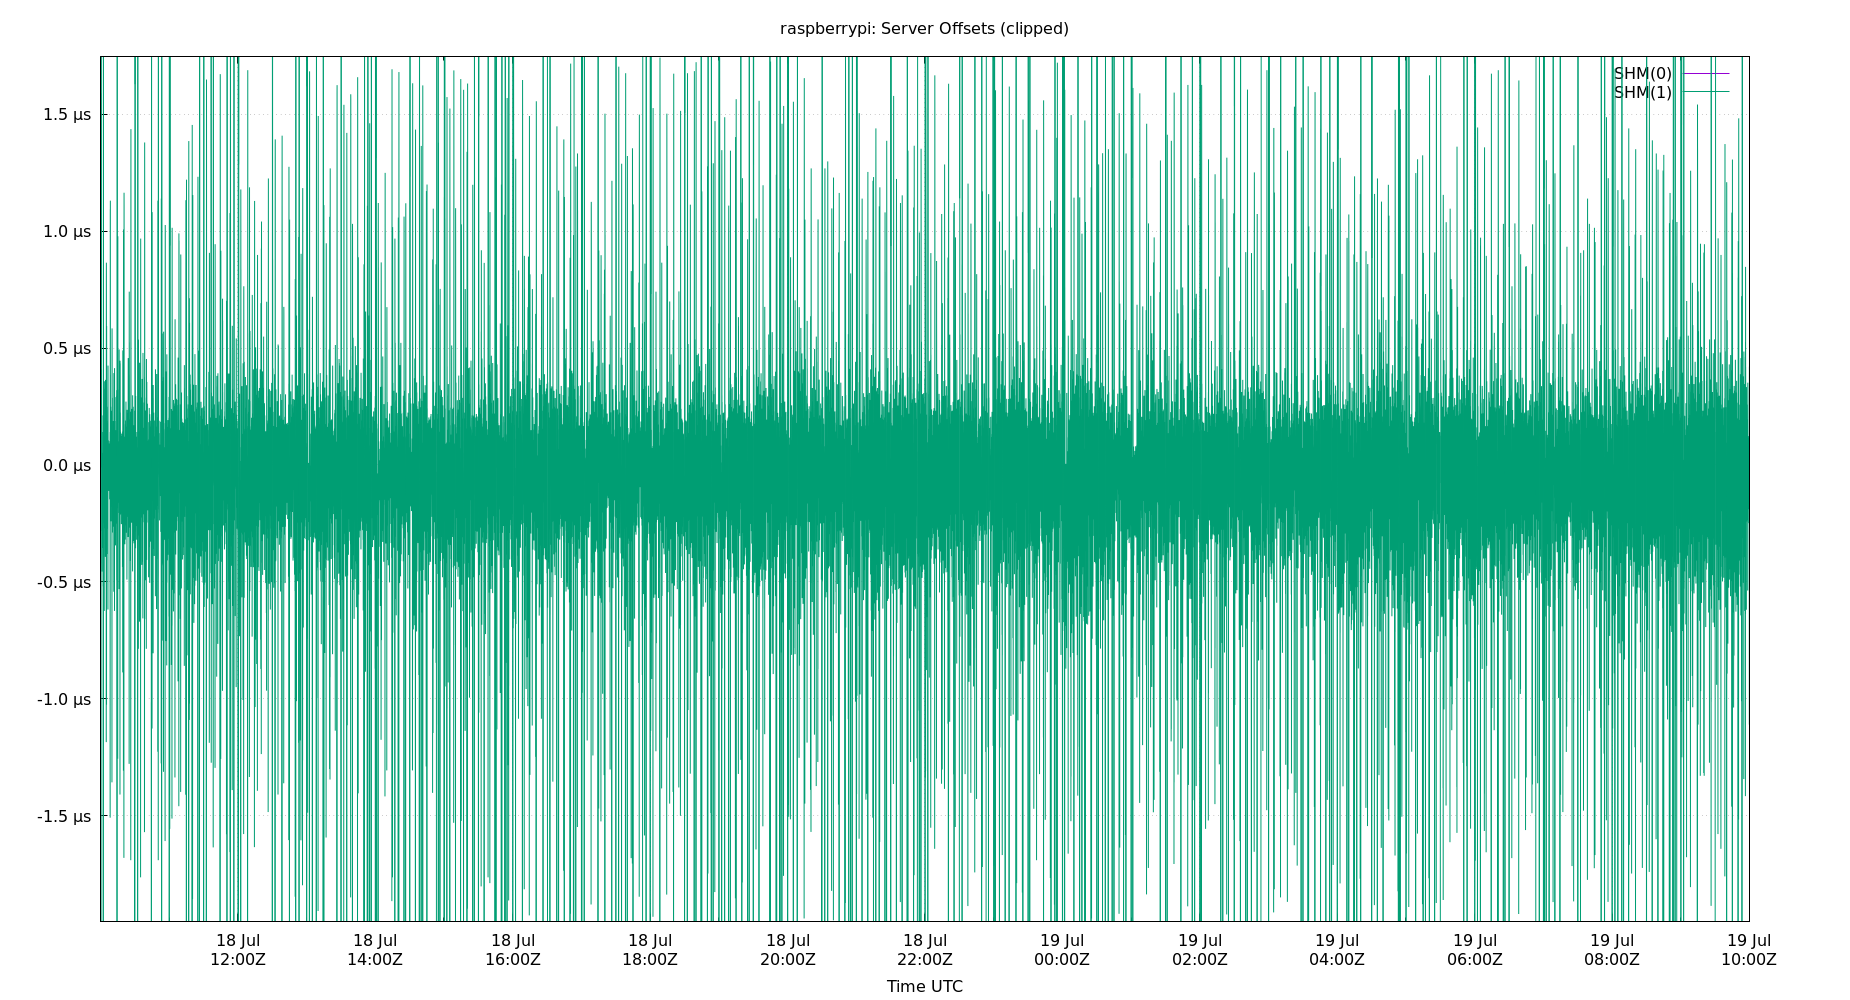 raspberrypi: Server Offsets (clipped)
SHM(0)
SHM(1)
1.5 µs
1.0 µs
0.5 µs
0.0 µs
-0.5 µs
-1.0 µs
-1.5 µs
18 Jul 18 Jul 18 Jul 18 Jul 18 Jul 18 Jul 19 Jul 19 Jul 19 Jul 19 Jul 19 Jul 19 Jul
12:00Z 14:00Z 16:00Z 18:00Z 20:00Z 22:00Z 00:00Z 02:00Z 04:00Z 06:00Z 08:00Z 10:00Z
Time UTC